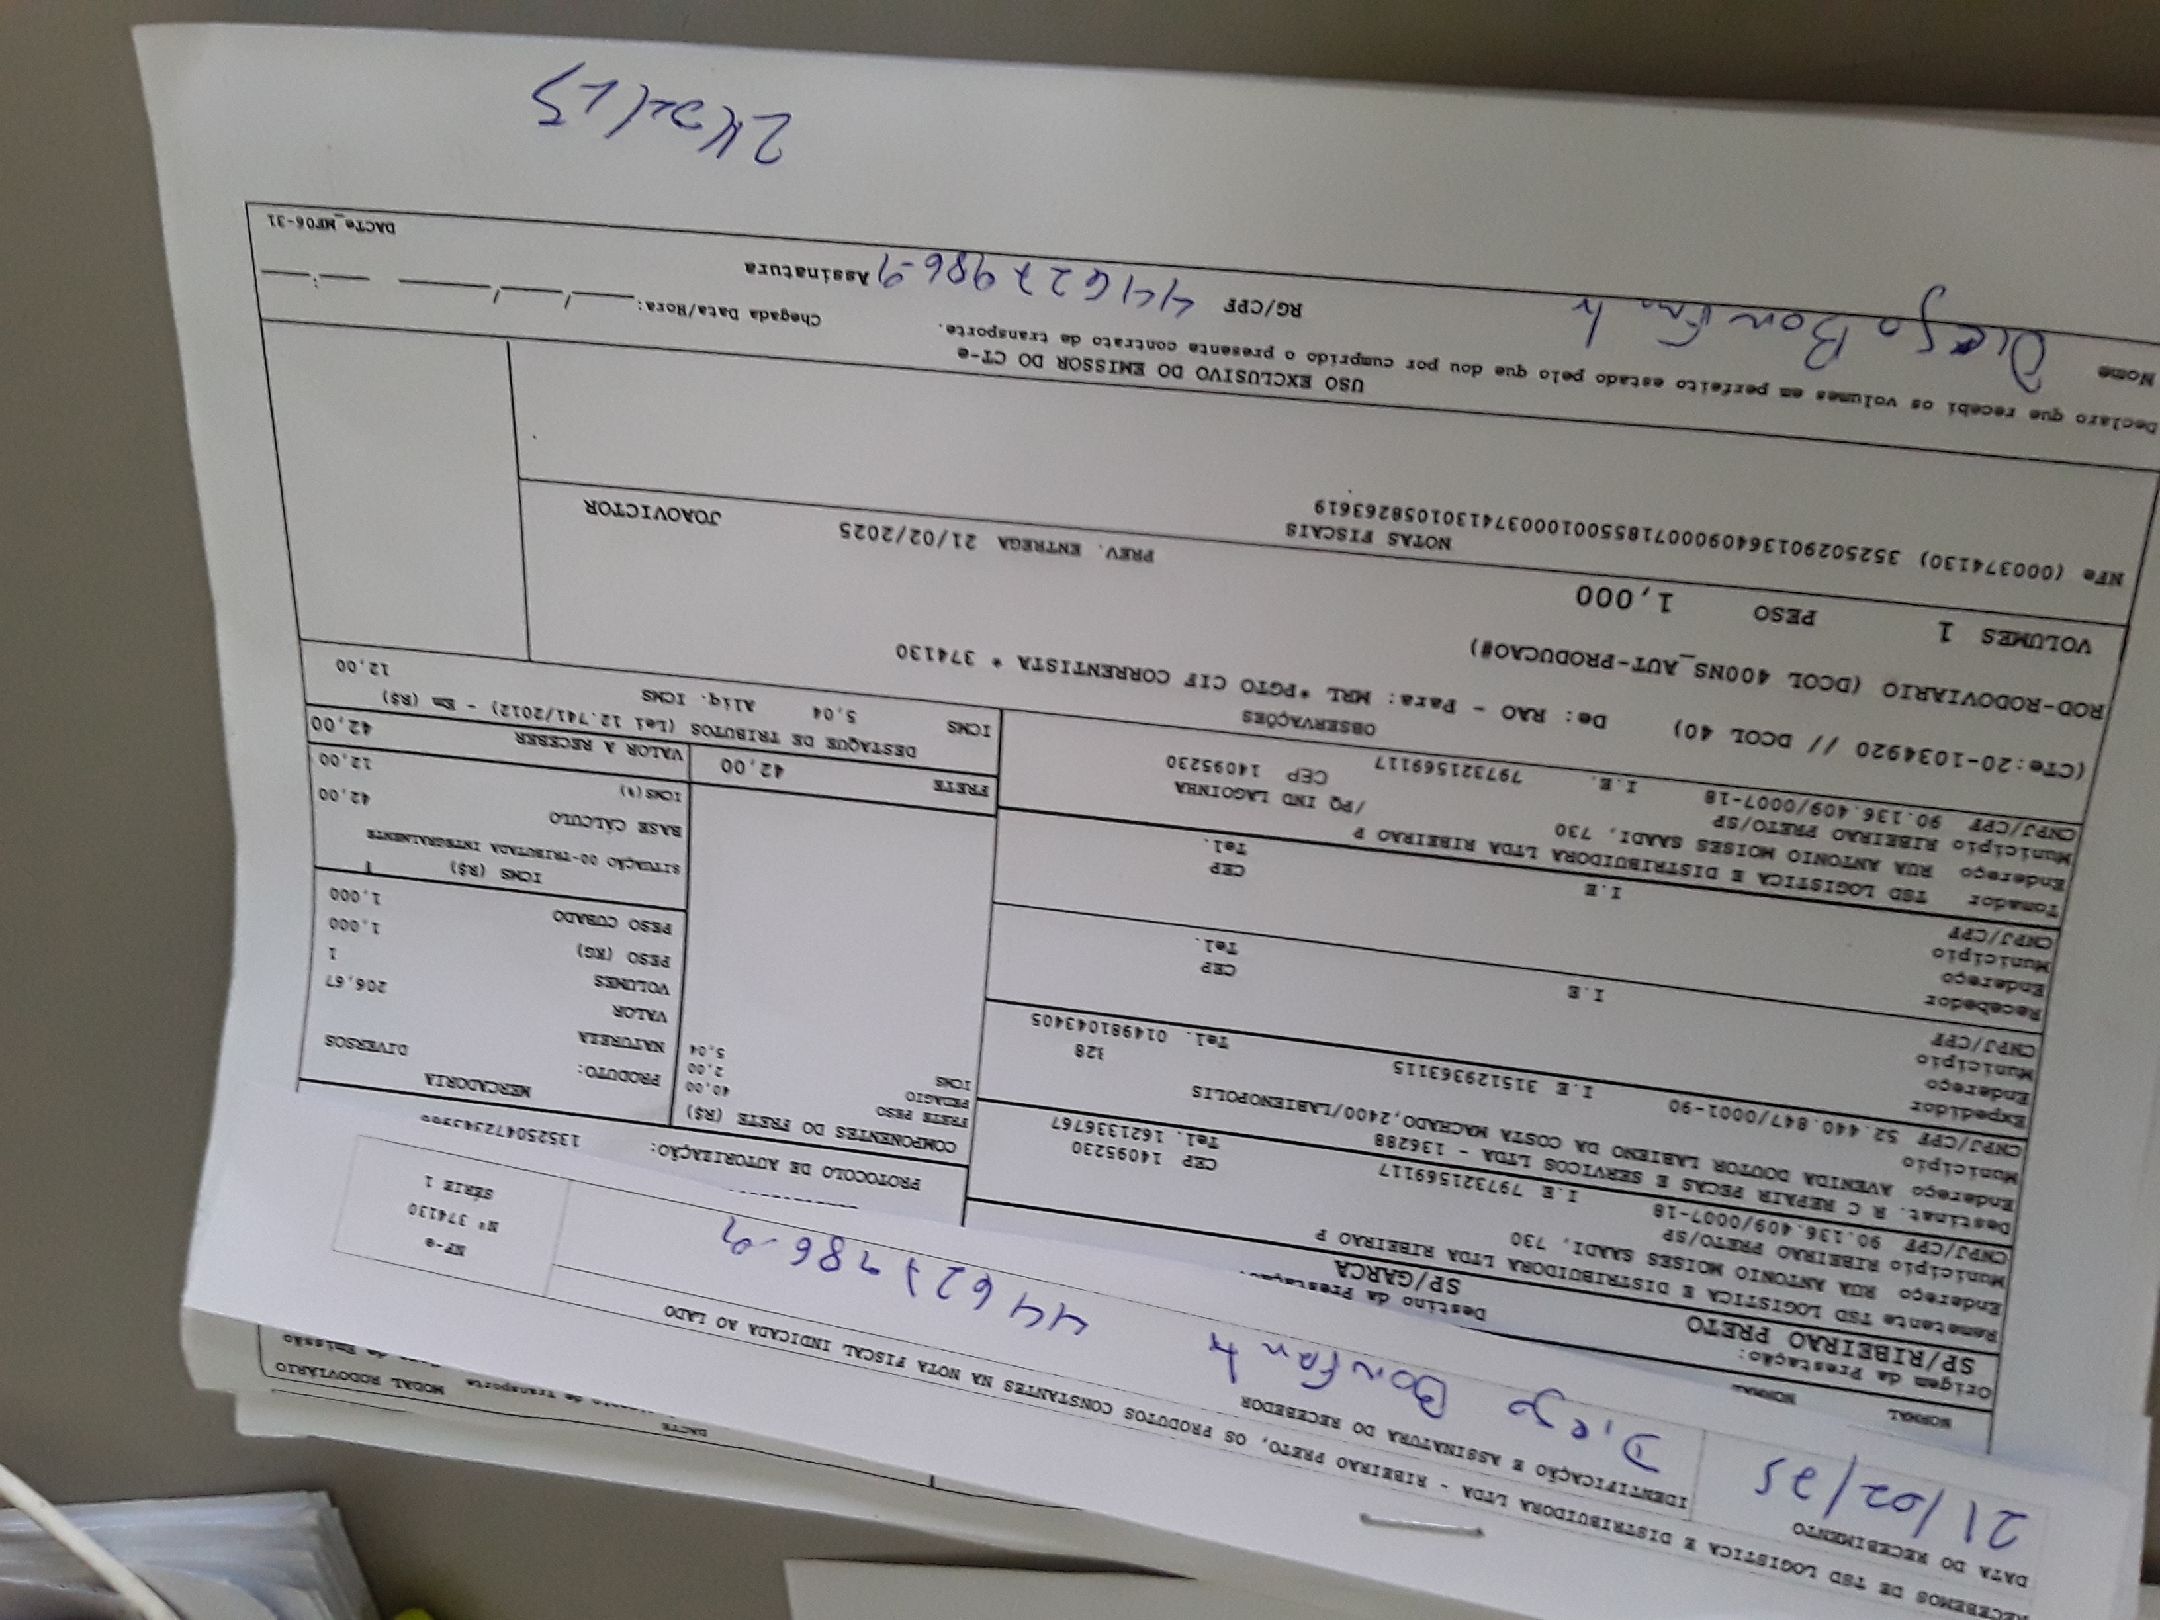 RECEBEMOS DE TSD LOGISTICA E DISTRIBUIDORA LTDA - RIBEIRAO PRETO, OS PRODUTOS CONSTANTES NA NOTA FISCAL INDICADA AO LADO
DATA DO RECEBIMENTO
21/02/25
IDENTIFICAÇÃO E ASSINATURA DO RECEBEDOR
Diego Bonfanti 44627986-9
NF-e
Nº 374130
SÉRIE 1
DACTE
MODAL RODOVIÁRIO
NORMAL NORMAL
Origem da Prestação:
SP/RIBEIRAO PRETO
Destino da Prestação:
SP/GARCA
PROTOCOLO DE AUTORIZAÇÃO:
Remetente TSD LOGISTICA E DISTRIBUIDORA LTDA RIBEIRAO P
Endereço RUA ANTONIO MOISES SAADI, 730
Município RIBEIRAO PRETO/SP CEP 14095230
CNPJ/CPF 90.136.409/0007-18 I.E 797321569117 Tel. 1621336767
Destinat. R C REPAIR PECAS E SERVICOS LTDA - 136288
Endereço AVENIDA DOUTOR LABIENO DA COSTA MACHADO,2400/LABIENOPOLIS
Município 328
CNPJ/CPF 52.440.847/0001-90 I.E 315129363115 Tel. 014981043405
Expedidor
Endereço
Município CEP
CNPJ/CPF I.E Tel.
Recebedor
Endereço
Município CEP
CNPJ/CPF I.E Tel.
Tomador TSD LOGISTICA E DISTRIBUIDORA LTDA RIBEIRAO P
Endereço RUA ANTONIO MOISES SAADI, 730 /PQ IND LAGOINHA
Município RIBEIRAO PRETO/SP CEP 14095230
CNPJ/CPF 90.136.409/0007-18 I.E. 797321569117
COMPONENTES DO FRETE (R$)
FRETE PESO 40,00
PEDAGIO 2,00
ICMS 5,04
FRETE 42,00
MERCADORIA
PRODUTO: DIVERSOS
NATUREZA
VALOR 206,67
VOLUMES 1
PESO (KG) 1,000
PESO CUBADO 1,000
ICMS (R$)
SITUAÇÃO 00-TRIBUTADA INTEGRALMENTE
BASE CÁLCULO 42,00
ICMS(%) 12,00
VALOR A RECEBER 42,00
DESTAQUE DE TRIBUTOS (Lei 12.741/2012) - Em (R$)
ICMS 5,04 Alíq. ICMS 12,00
OBSERVAÇÕES
(CTe:20-1034920 // DCOL 40) De: RAO - Para: MRL *PGTO CIF CORRENTISTA * 374130
ROD-RODOVIARIO (DCOL 400NS_AUT-PRODUCAO#)
VOLUMES 1 PESO 1,000 PREV. ENTREGA 21/02/2025 JOAOVICTOR
NOTAS FISCAIS
NFe (000374130) 35250290136409000718550010003741301058263619
USO EXCLUSIVO DO EMISSOR DO CT-e
Declaro que recebi os volumes em perfeito estado pelo que dou por cumprido o presente contrato de transporte.
Chegada Data/Hora: ___/___/___ ___:___
Nome Diego Bonfanti RG/CPF 44627986-9 Assinatura
DACTe_MF06-31